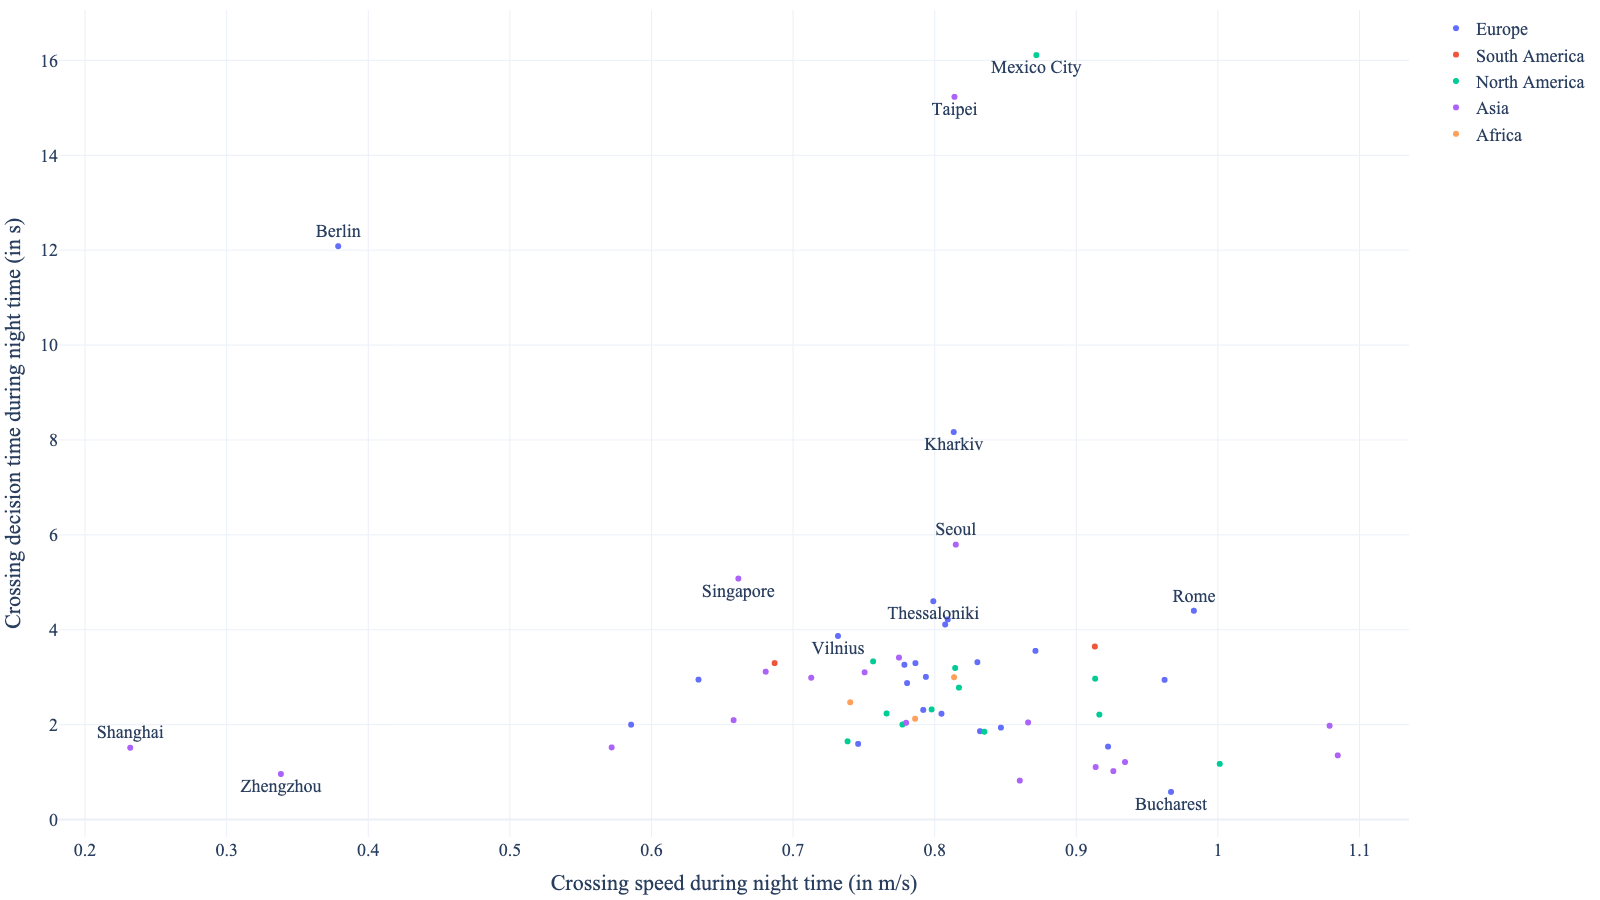 Europe
South America
North America
Asia
Africa
Crossing decision time during night time (in s)
16
14
12
10
8
6
4
2
0
Mexico City
Taipei
Berlin
Kharkiv
Seoul
Singapore
Rome
Thessaloniki
Vilnius
Shanghai
Zhengzhou
Bucharest
0.2
0.3
0.4
0.5
0.6
0.7
0.8
0.9
1
1.1
Crossing speed during night time (in m/s)